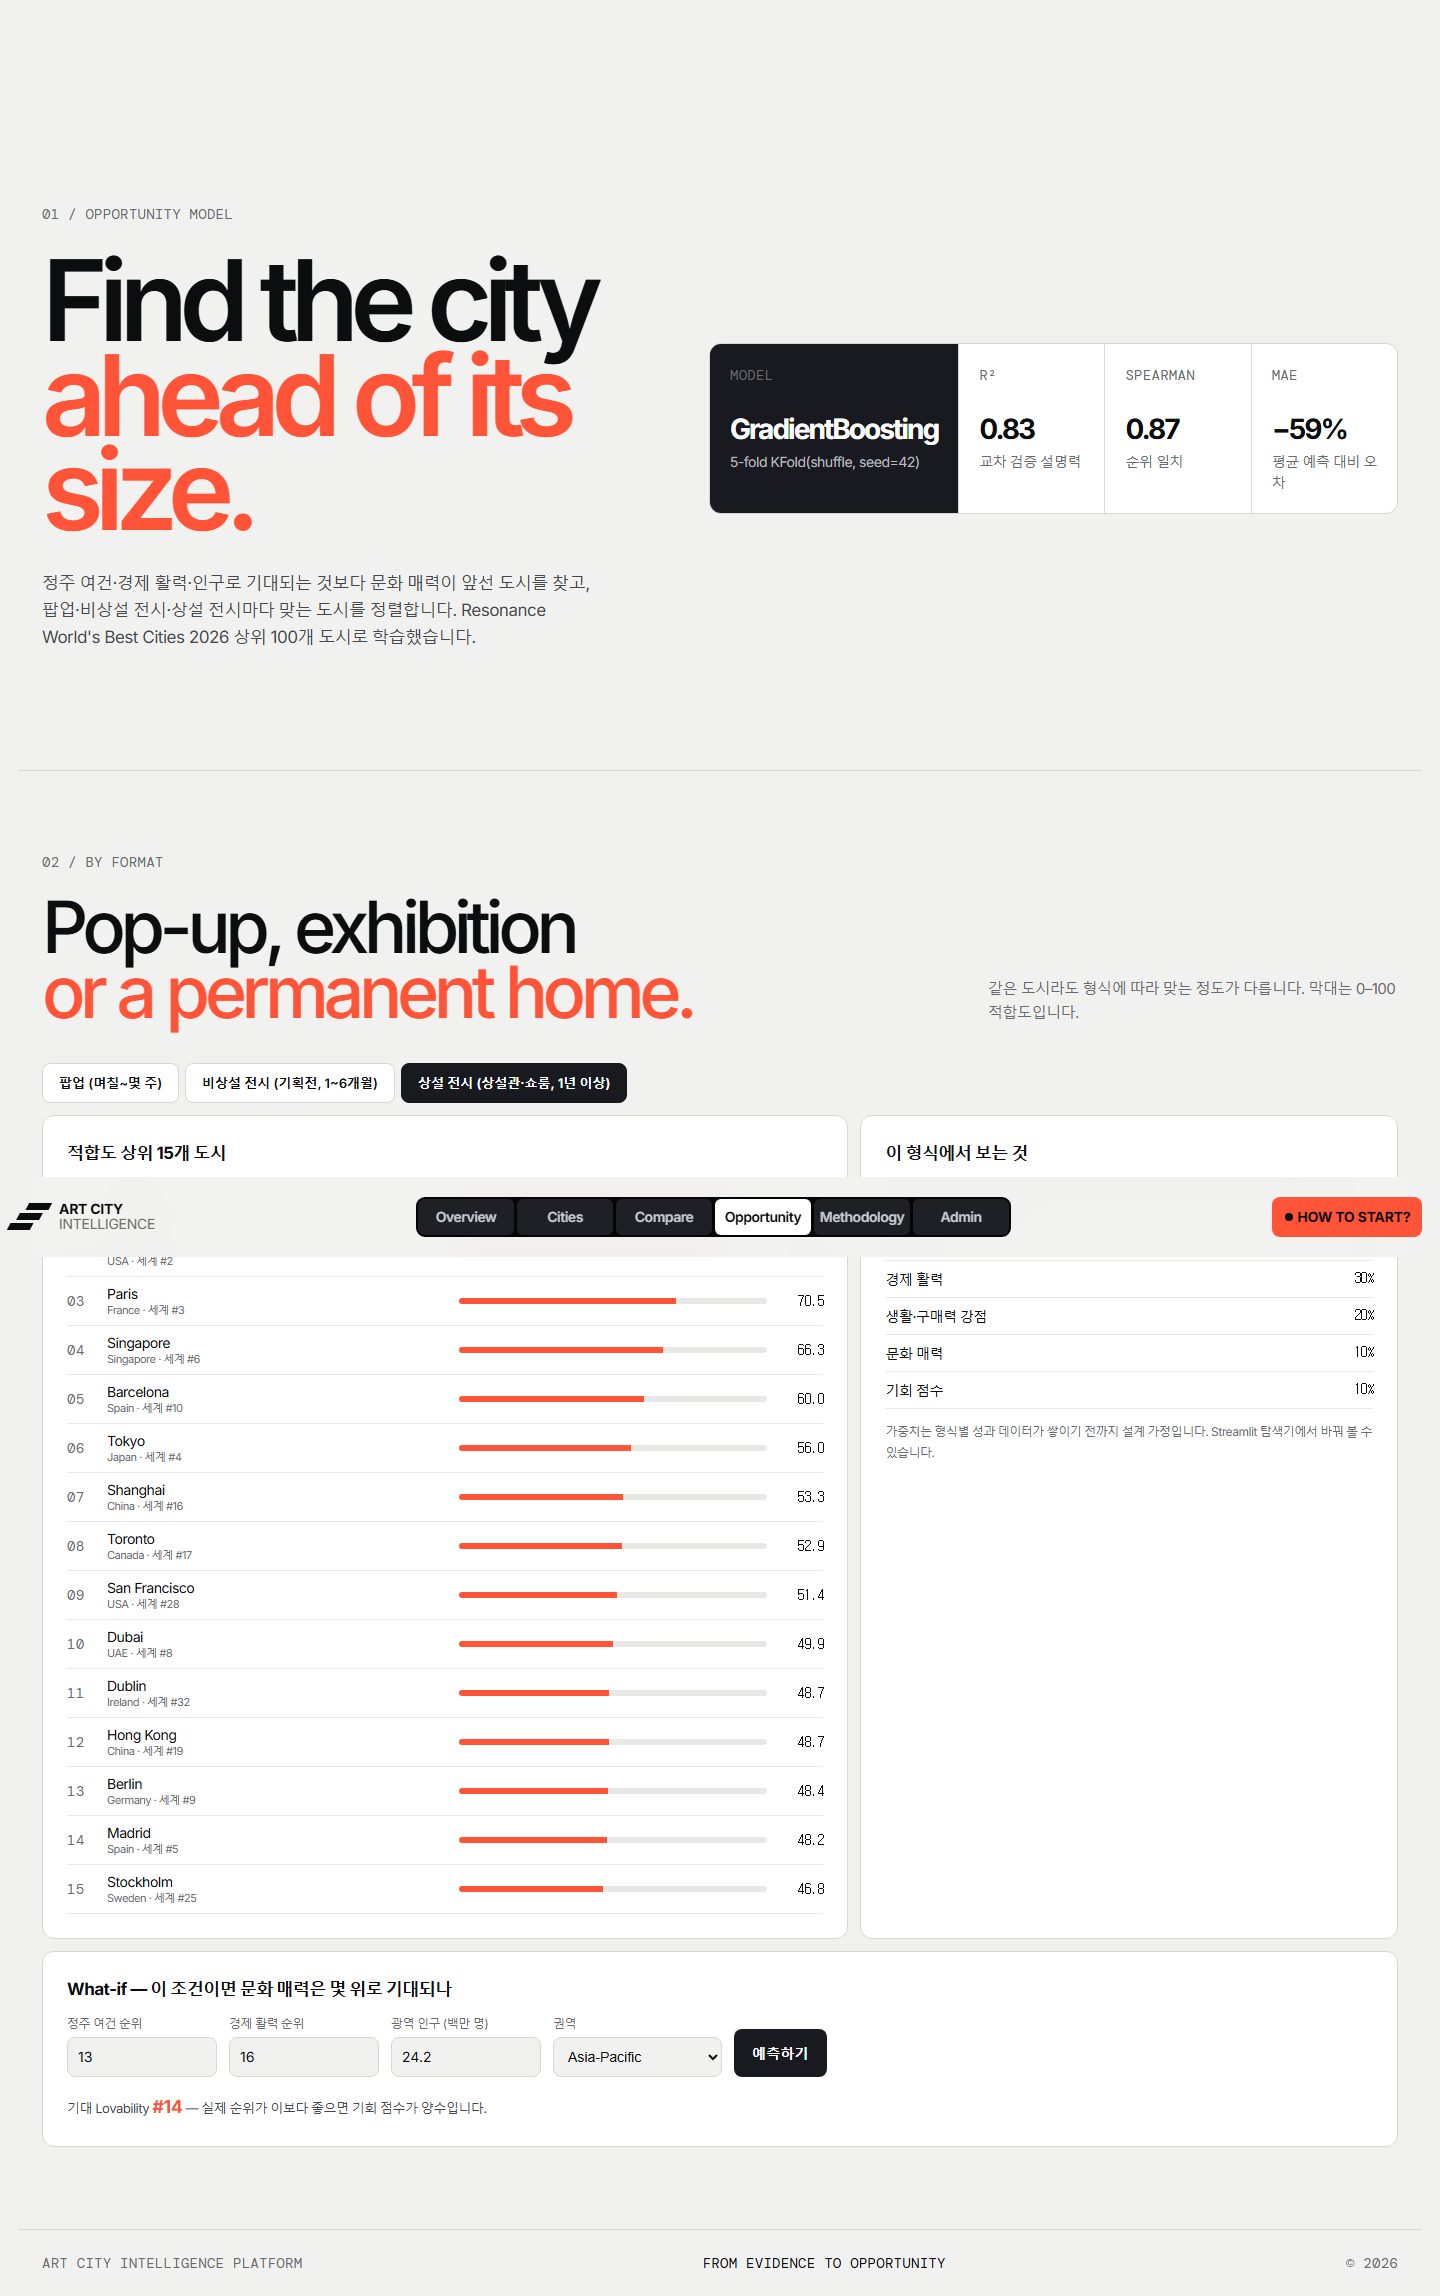 01 / OPPORTUNITY MODEL
Find the city
ahead of its
size.
정주 여건·경제 활력·인구로 기대되는 것보다 문화 매력이 앞선 도시를 찾고,
팝업·비상설 전시·상설 전시마다 맞는 도시를 정렬합니다. Resonance
World's Best Cities 2026 상위 100개 도시로 학습했습니다.
MODEL
GradientBoosting
5-fold KFold(shuffle, seed=42)
R²
0.83
교차 검증 설명력
SPEARMAN
0.87
순위 일치
MAE
−59%
평균 예측 대비 오
차
02 / BY FORMAT
Pop-up, exhibition
or a permanent home.
같은 도시라도 형식에 따라 맞는 정도가 다릅니다. 막대는 0–100
적합도입니다.
팝업 (며칠~몇 주)
비상설 전시 (기획전, 1~6개월)
상설 전시 (상설관·쇼룸, 1년 이상)
적합도 상위 15개 도시
이 형식에서 보는 것
ART CITY
INTELLIGENCE
Overview
Cities
Compare
Opportunity
Methodology
Admin
HOW TO START?
USA · 세계 #2
03
Paris
France · 세계 #3
70.5
04
Singapore
Singapore · 세계 #6
66.3
05
Barcelona
Spain · 세계 #10
60.0
06
Tokyo
Japan · 세계 #4
56.0
07
Shanghai
China · 세계 #16
53.3
08
Toronto
Canada · 세계 #17
52.9
09
San Francisco
USA · 세계 #28
51.4
10
Dubai
UAE · 세계 #8
49.9
11
Dublin
Ireland · 세계 #32
48.7
12
Hong Kong
China · 세계 #19
48.7
13
Berlin
Germany · 세계 #9
48.4
14
Madrid
Spain · 세계 #5
48.2
15
Stockholm
Sweden · 세계 #25
46.8
경제 활력
30%
생활·구매력 강점
20%
문화 매력
10%
기회 점수
10%
가중치는 형식별 성과 데이터가 쌓이기 전까지 설계 가정입니다. Streamlit 탐색기에서 바꿔 볼 수
있습니다.
What-if — 이 조건이면 문화 매력은 몇 위로 기대되나
정주 여건 순위
13
경제 활력 순위
16
광역 인구 (백만 명)
24.2
권역
Asia-Pacific
예측하기
기대 Lovability #14 — 실제 순위가 이보다 좋으면 기회 점수가 양수입니다.
ART CITY INTELLIGENCE PLATFORM
FROM EVIDENCE TO OPPORTUNITY
© 2026